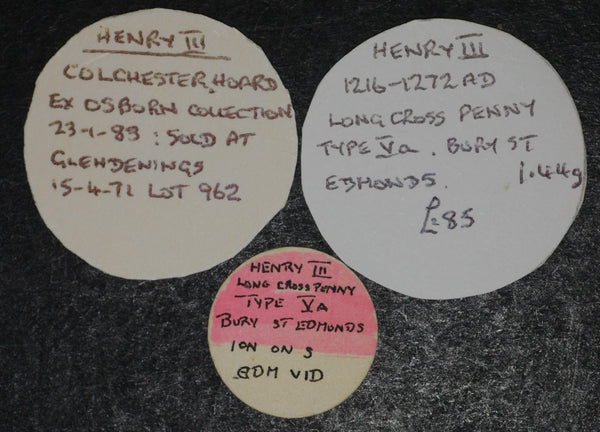 HENRY III
COLCHESTER HOARD
EX OSBORN COLLECTION
23-1-83 : SOLD AT
GLENDENINGS
15-4-71 LOT 962
HENRY III
1216-1272 AD
LONG CROSS PENNY
TYPE Va. BURY ST
EDMONDS. 1.44g
£85
HENRY III
LONG CROSS PENNY
TYPE Va
BURY ST EDMONDS
ION ON S
EDM VID